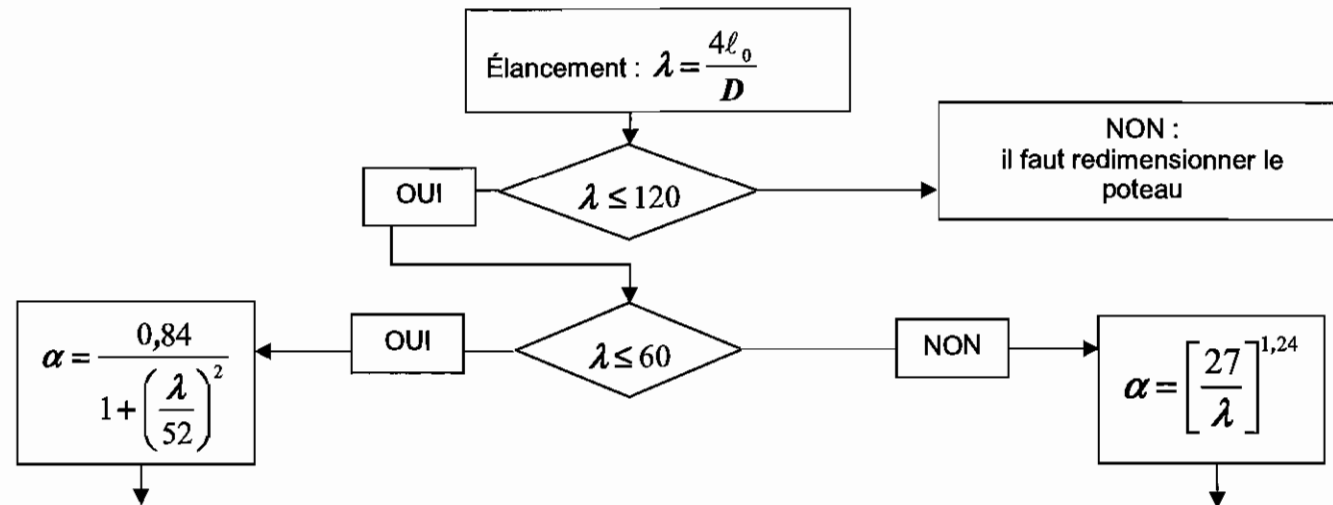 Élancement : λ = 4ℓ₀ / D
NON :
il faut redimensionner le
poteau
OUI
λ ≤ 120
α = 0,84 / (1 + (λ/52)²)
OUI
λ ≤ 60
NON
α = [27/λ]^1,24